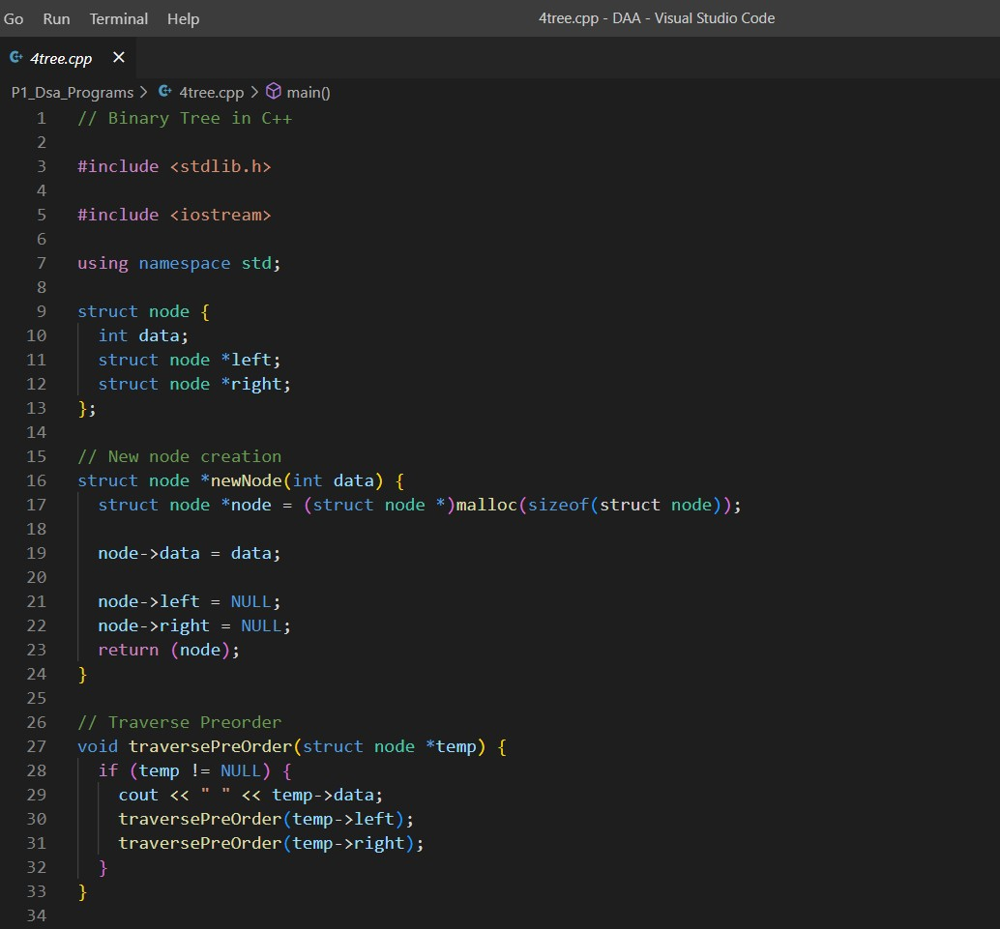 Go Run Terminal Help 4tree.cpp - DAA - Visual Studio Code
4tree.cpp
P1_Dsa_Programs > 4tree.cpp > main()
1 // Binary Tree in C++
2
3 #include <stdlib.h>
4
5 #include <iostream>
6
7 using namespace std;
8
9 struct node {
10   int data;
11   struct node *left;
12   struct node *right;
13 };
14
15 // New node creation
16 struct node *newNode(int data) {
17   struct node *node = (struct node *)malloc(sizeof(struct node));
18
19   node->data = data;
20
21   node->left = NULL;
22   node->right = NULL;
23   return (node);
24 }
25
26 // Traverse Preorder
27 void traversePreOrder(struct node *temp) {
28   if (temp != NULL) {
29     cout << " " << temp->data;
30     traversePreOrder(temp->left);
31     traversePreOrder(temp->right);
32   }
33 }
34